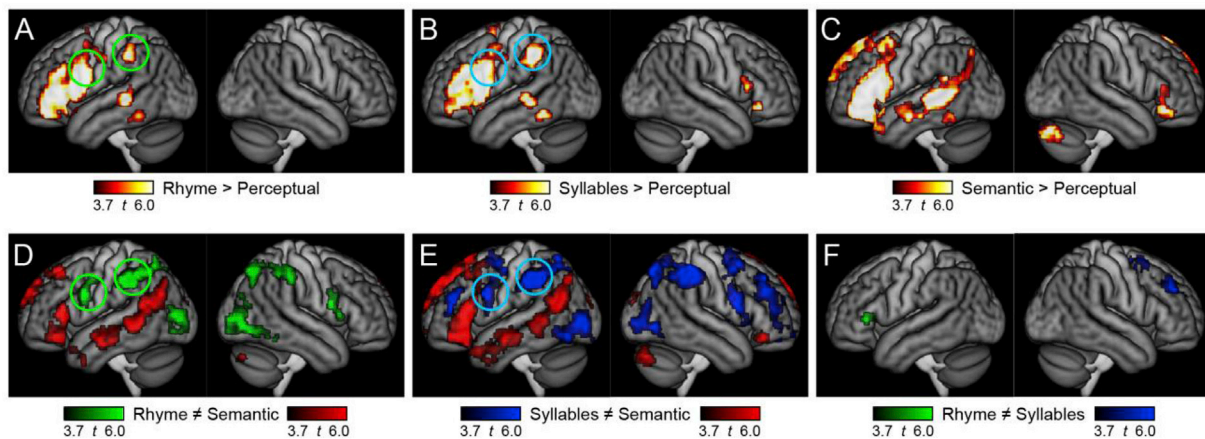 A
B
C
Rhyme > Perceptual
3.7 t 6.0
Syllables > Perceptual
3.7 t 6.0
Semantic > Perceptual
3.7 t 6.0
D
E
F
Rhyme ≠ Semantic
3.7 t 6.0
3.7 t 6.0
Syllables ≠ Semantic
3.7 t 6.0
3.7 t 6.0
Rhyme ≠ Syllables
3.7 t 6.0
3.7 t 6.0